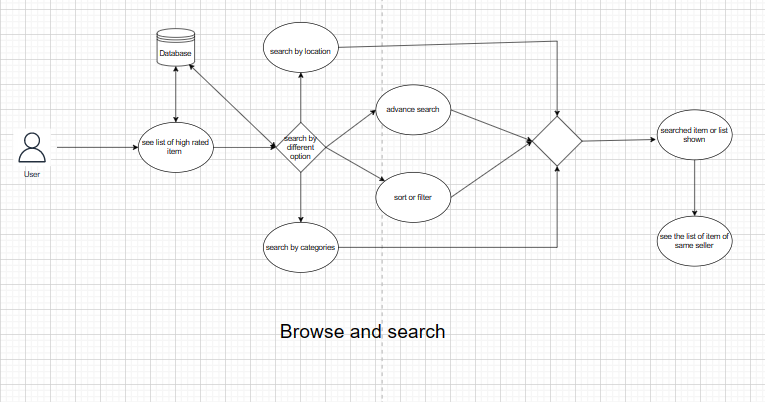 Database
search by location
advance search
see list of high rated
item
search by
different
option
searched item or list
shown
User
sort or filter
search by categories
see the list of item of
same seller
Browse and search